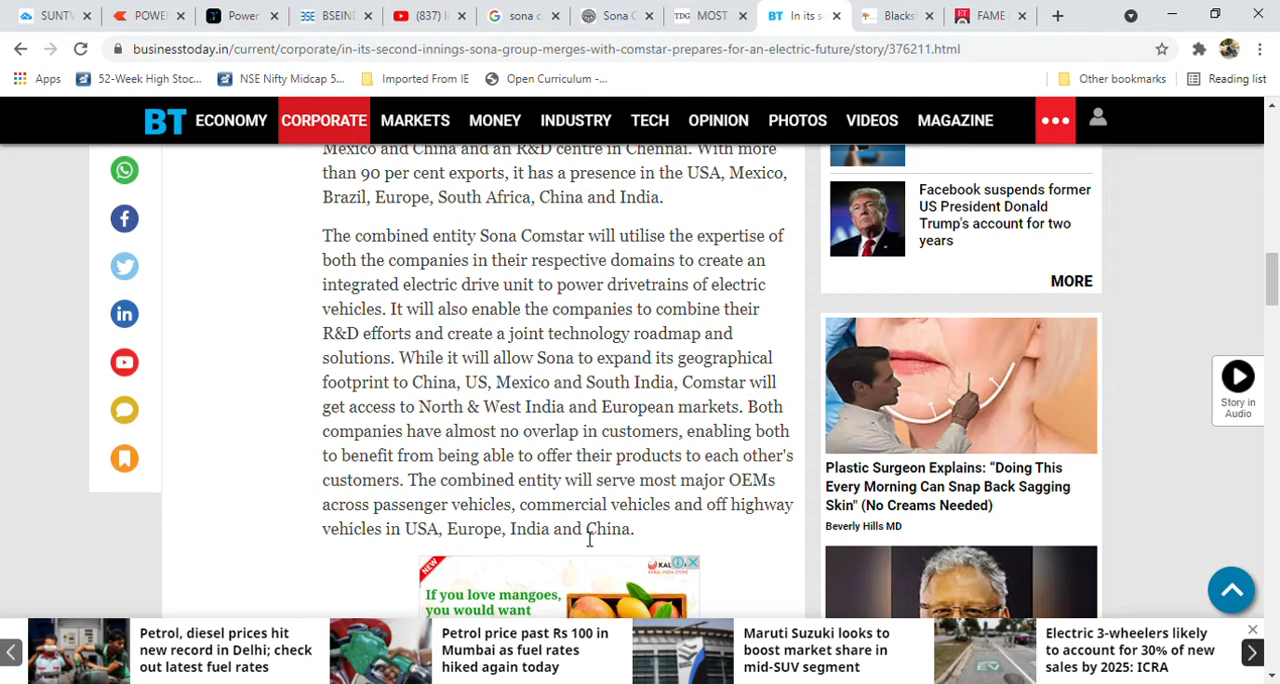 SUNTV
POWE
Power
BSEIND
(837) I
sona c
Sona C
MOST
In its s
Blacks
FAME I
businesstoday.in/current/corporate/in-its-second-innings-sona-group-merges-with-comstar-prepares-for-an-electric-future/story/376211.html
Apps
52-Week High Stoc...
NSE Nifty Midcap 5...
Imported From IE
Open Curriculum -...
Other bookmarks
Reading list
BT ECONOMY CORPORATE MARKETS MONEY INDUSTRY TECH OPINION PHOTOS VIDEOS MAGAZINE
Mexico and China and an R&D centre in Chennai. With more
than 90 per cent exports, it has a presence in the USA, Mexico,
Brazil, Europe, South Africa, China and India.
The combined entity Sona Comstar will utilise the expertise of
both the companies in their respective domains to create an
integrated electric drive unit to power drivetrains of electric
vehicles. It will also enable the companies to combine their
R&D efforts and create a joint technology roadmap and
solutions. While it will allow Sona to expand its geographical
footprint to China, US, Mexico and South India, Comstar will
get access to North & West India and European markets. Both
companies have almost no overlap in customers, enabling both
to benefit from being able to offer their products to each other's
customers. The combined entity will serve most major OEMs
across passenger vehicles, commercial vehicles and off highway
vehicles in USA, Europe, India and China.
NEW
If you love mangoes,
you would want
Facebook suspends former
US President Donald
Trump's account for two
years
MORE
Plastic Surgeon Explains: "Doing This
Every Morning Can Snap Back Sagging
Skin" (No Creams Needed)
Beverly Hills MD
Story in
Audio
Petrol, diesel prices hit
new record in Delhi; check
out latest fuel rates
Petrol price past Rs 100 in
Mumbai as fuel rates
hiked again today
Maruti Suzuki looks to
boost market share in
mid-SUV segment
Electric 3-wheelers likely
to account for 30% of new
sales by 2025: ICRA